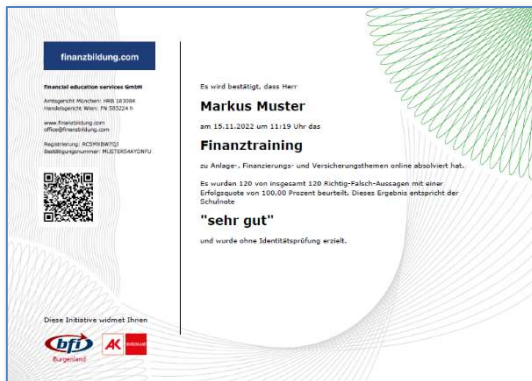 finanzbildung.com
financial education services GmbH
Amtsgericht München: HRB 183084
Handelsgericht Wien: FN 583224 h
www.finanzbildung.com
office@finanzbildung.com
Registrierung: RCSMXBW7QJ
Bestätigungsnummer: MUSTER54AYDNFU
Es wird bestätigt, dass Herr
Markus Muster
am 15.11.2022 um 11:19 Uhr das
Finanztraining
zu Anlage-, Finanzierungs- und Versicherungsthemen online absolviert hat.
Es wurden 120 von insgesamt 120 Richtig-Falsch-Aussagen mit einer
Erfolgsquote von 100,00 Prozent beurteilt. Dieses Ergebnis entspricht der
Schulnote
"sehr gut"
und wurde ohne Identitätsprüfung erzielt.
Diese Initiative widmet Ihnen
bfi
Burgenland
AK
BURGENLAND